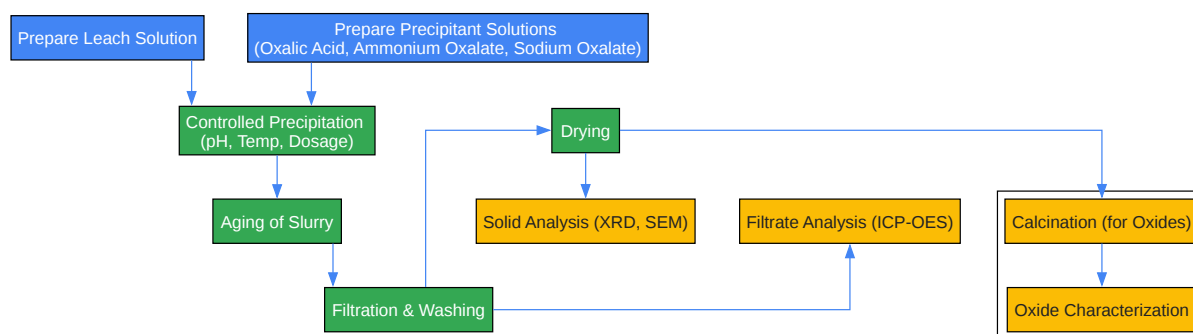 Prepare Leach Solution
Prepare Precipitant Solutions
(Oxalic Acid, Ammonium Oxalate, Sodium Oxalate)
Controlled Precipitation
(pH, Temp, Dosage)
Drying
Aging of Slurry
Solid Analysis (XRD, SEM)
Filtrate Analysis (ICP-OES)
Calcination (for Oxides)
Filtration & Washing
Oxide Characterization